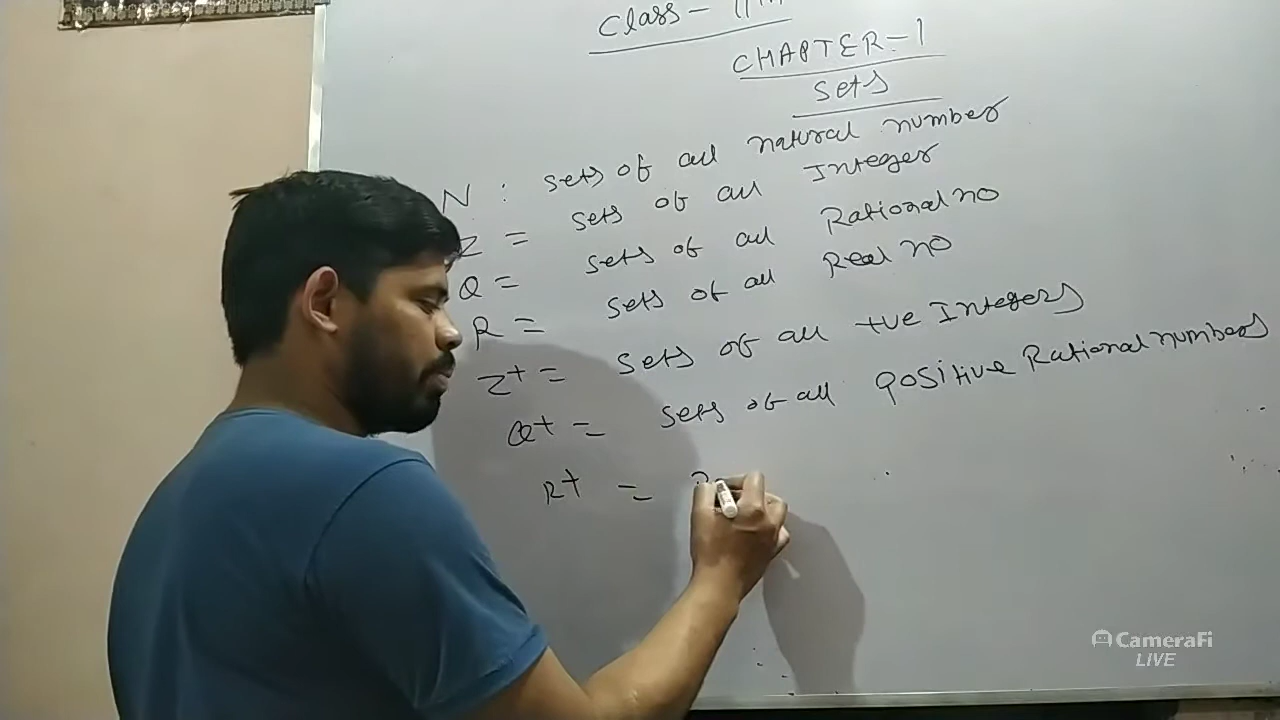 Class - 11th
CHAPTER-1
Sets
N : sets of all natural number
Z = sets of all Integer
Q = sets of all Rational no
R = sets of all Real no
Z+ = sets of all +ve Integers
Q+ = sets of all positive Rational numbers
R+ =
CameraFi
LIVE